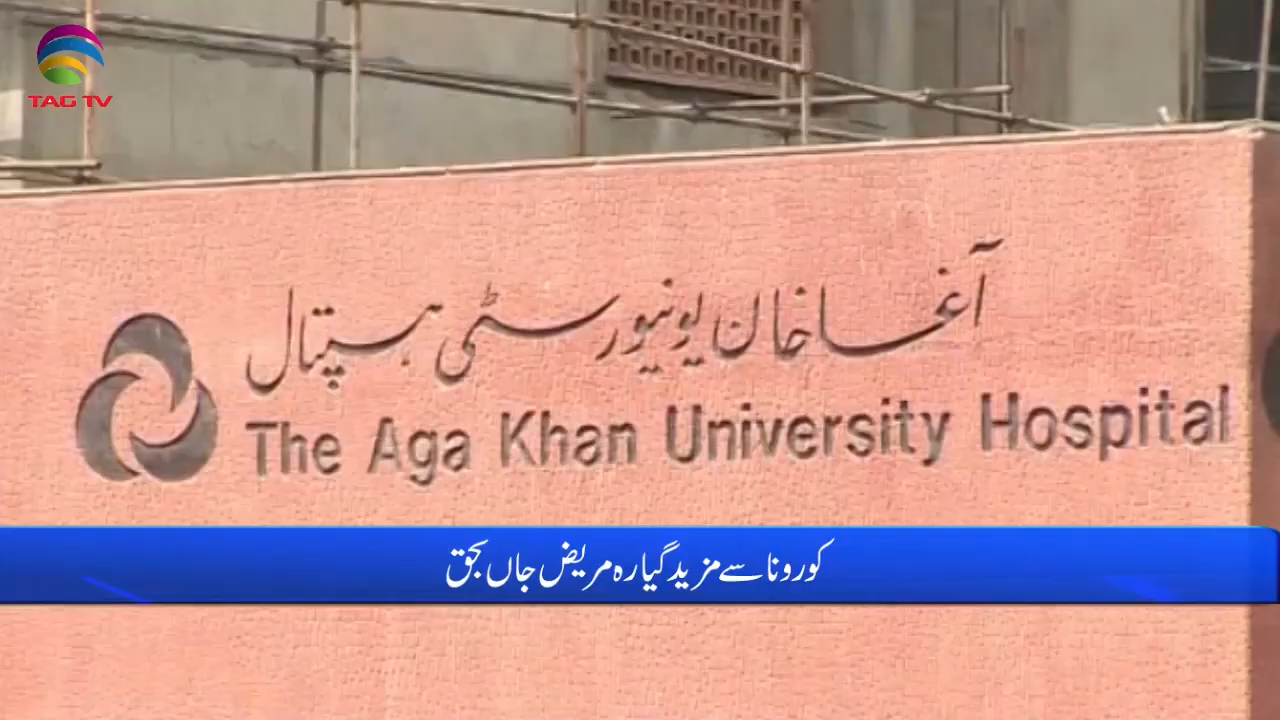 TAG TV
آغا خان یونیورسٹی ہسپتال
The Aga Khan University Hospital
کورونا سے مزید گیارہ مریض جاں بحق